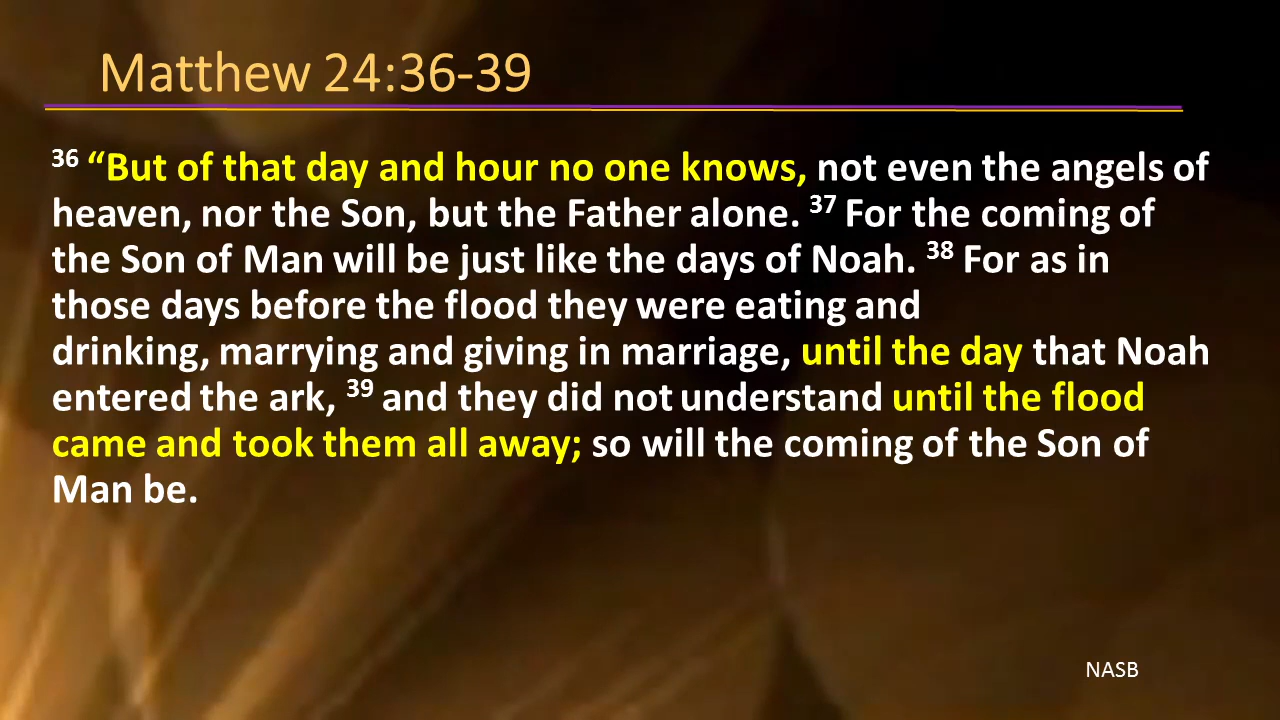 Matthew 24:36-39
36 “But of that day and hour no one knows, not even the angels of
heaven, nor the Son, but the Father alone. 37 For the coming of
the Son of Man will be just like the days of Noah. 38 For as in
those days before the flood they were eating and
drinking, marrying and giving in marriage, until the day that Noah
entered the ark, 39 and they did not understand until the flood
came and took them all away; so will the coming of the Son of
Man be.
NASB